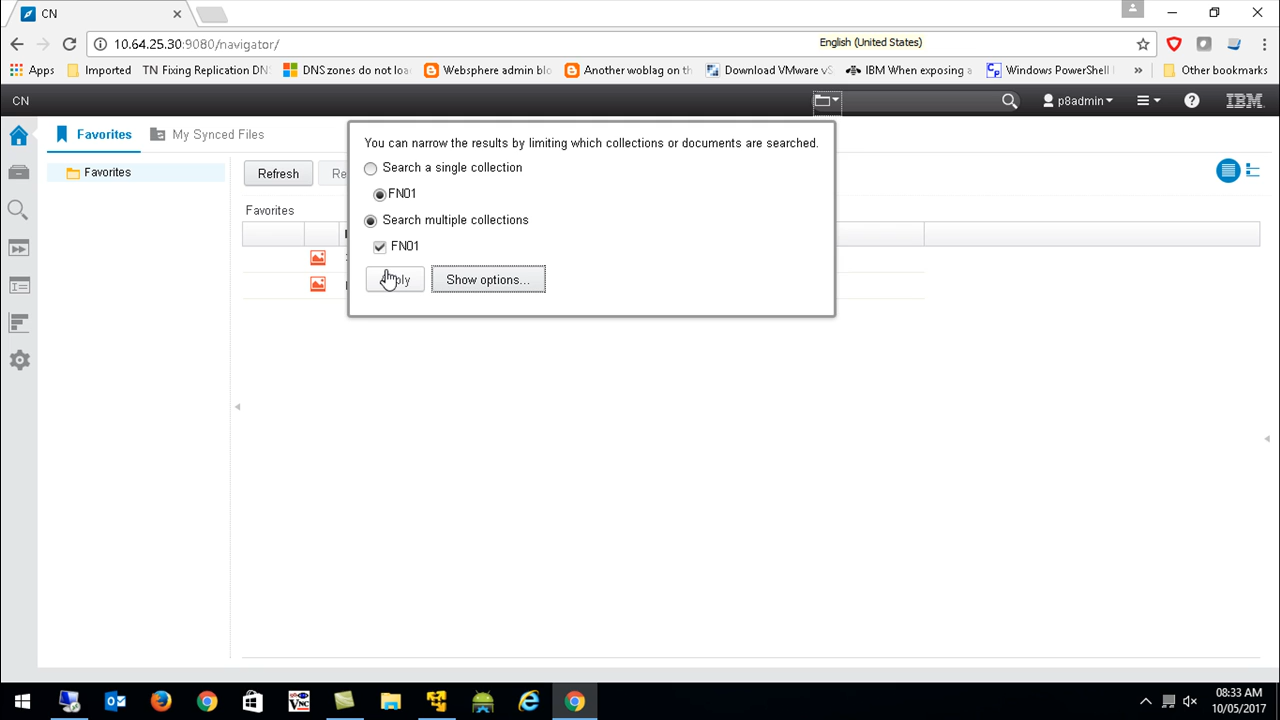 CN
10.64.25.30:9080/navigator/
English (United States)
Apps
Imported
TN Fixing Replication DNS
DNS zones do not loa
Websphere admin blo
Another woblag on th
Download VMware vS
IBM When exposing a
Windows PowerShell
»
Other bookmarks
CN
p8admin
IBM
Favorites
My Synced Files
You can narrow the results by limiting which collections or documents are searched.
Search a single collection
FN01
Search multiple collections
FN01
Show options...
Favorites
Refresh
Re
Favorites
08:33 AM
10/05/2017